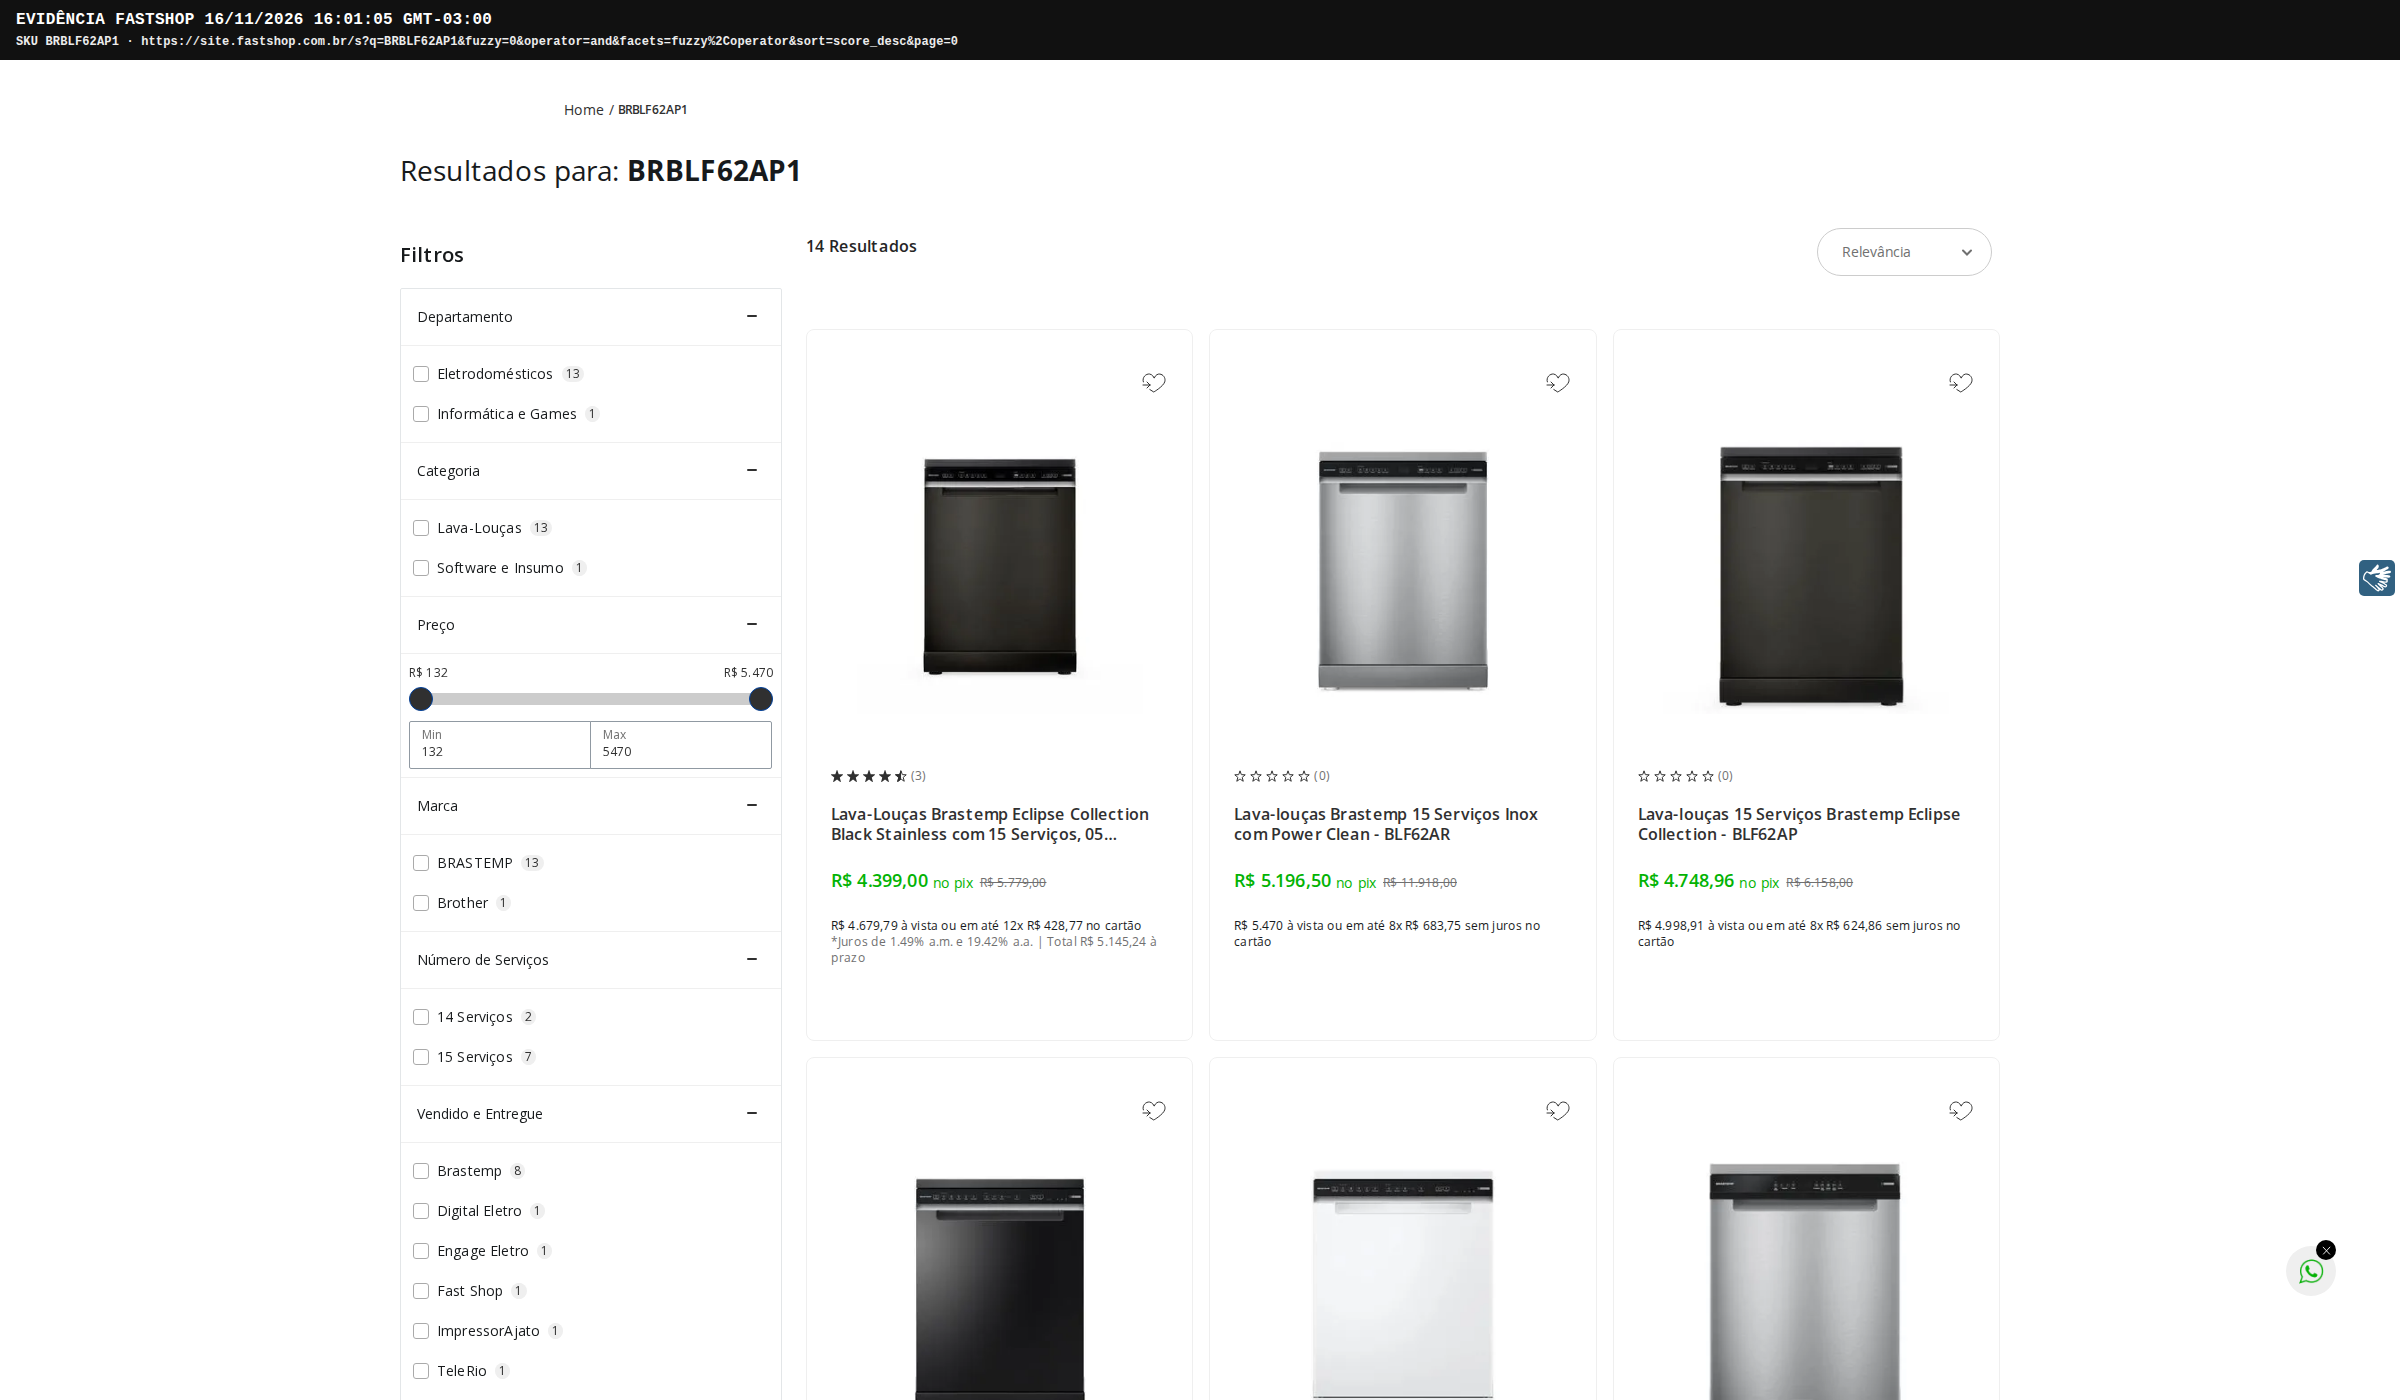 EVIDÊNCIA FASTSHOP 16/11/2026 16:01:05 GMT-03:00
SKU BRBLF62AP1 · https://site.fastshop.com.br/s?q=BRBLF62AP1&fuzzy=0&operator=and&facets=fuzzy%2Coperator&sort=score_desc&page=0
Home / BRBLF62AP1
Resultados para: BRBLF62AP1
Filtros
14 Resultados
Relevância
Departamento
Eletrodomésticos 13
Informática e Games 1
Categoria
Lava-Louças 13
Software e Insumo 1
Preço
R$ 132 R$ 5.470
Min Max
132 5470
Marca
BRASTEMP 13
Brother 1
Número de Serviços
14 Serviços 2
15 Serviços 7
Vendido e Entregue
Brastemp 8
Digital Eletro 1
Engage Eletro 1
Fast Shop 1
ImpressorAjato 1
TeleRio 1
(3)
Lava-Louças Brastemp Eclipse Collection
Black Stainless com 15 Serviços, 05...
R$ 4.399,00 no pix R$ 5.779,00
R$ 4.679,79 à vista ou em até 12x R$ 428,77 no cartão
*Juros de 1.49% a.m. e 19.42% a.a. | Total R$ 5.145,24 à
prazo
(0)
Lava-louças Brastemp 15 Serviços Inox
com Power Clean - BLF62AR
R$ 5.196,50 no pix R$ 11.918,00
R$ 5.470 à vista ou em até 8x R$ 683,75 sem juros no
cartão
(0)
Lava-louças 15 Serviços Brastemp Eclipse
Collection - BLF62AP
R$ 4.748,96 no pix R$ 6.158,00
R$ 4.998,91 à vista ou em até 8x R$ 624,86 sem juros no
cartão